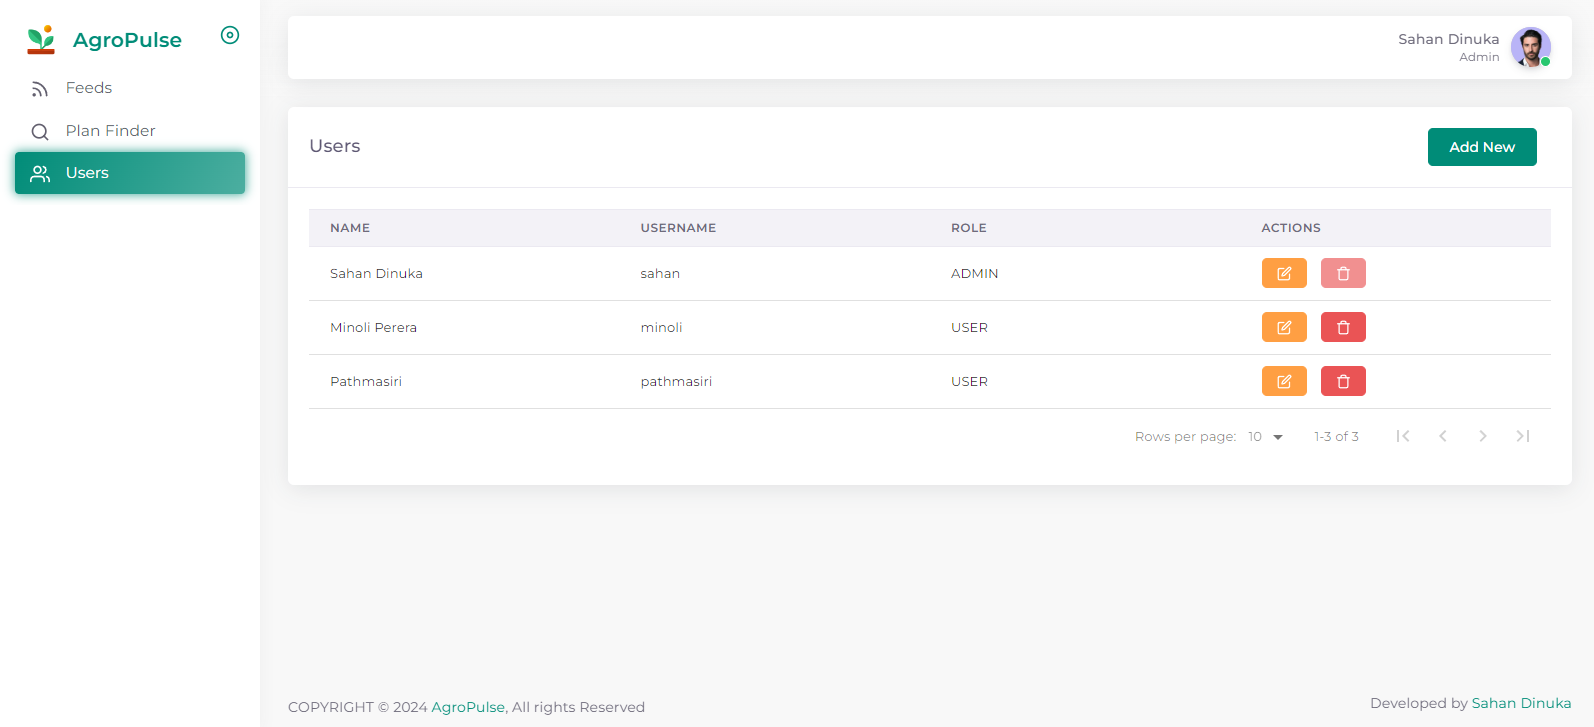 AgroPulse
Feeds
Plan Finder
Users
Sahan Dinuka
Admin
Users
Add New
NAME USERNAME ROLE ACTIONS
Sahan Dinuka sahan ADMIN
Minoli Perera minoli USER
Pathmasiri pathmasiri USER
Rows per page: 10 1-3 of 3
COPYRIGHT © 2024 AgroPulse, All rights Reserved
Developed by Sahan Dinuka